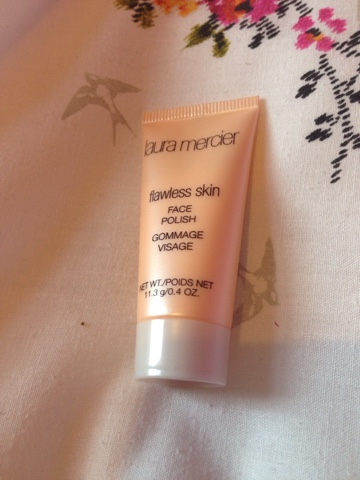 laura mercier
flawless skin
FACE
POLISH
GOMMAGE
VISAGE
NET WT./POIDS NET
11.3 g/0.4 OZ.